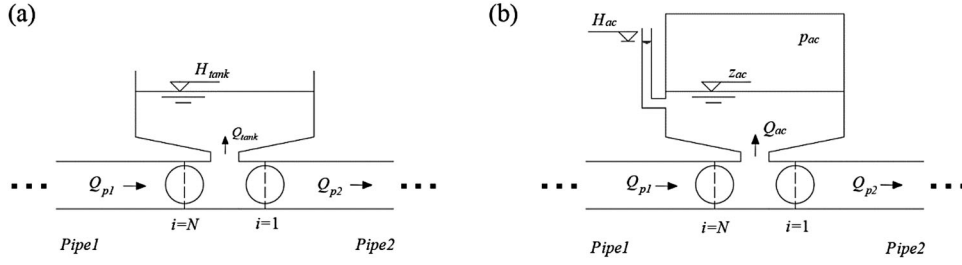 (a)
H_tank
Q_tank
Q_p1
Q_p2
i=N
i=1
Pipe1
Pipe2
(b)
H_ac
p_ac
z_ac
Q_ac
Q_p1
Q_p2
i=N
i=1
Pipe1
Pipe2